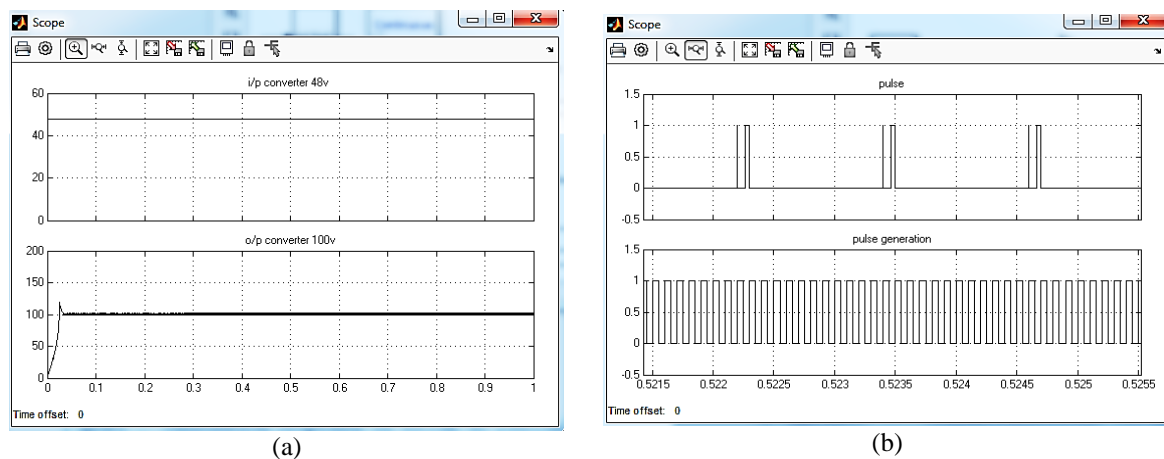 Scope
i/p converter 48v
60
40
20
0
o/p converter 100v
200
150
100
50
0
0 0.1 0.2 0.3 0.4 0.5 0.6 0.7 0.8 0.9 1
Time offset: 0
(a)
Scope
pulse
1.5
1
0.5
0
-0.5
pulse generation
1.5
1
0.5
0
-0.5
0.5215 0.522 0.5225 0.523 0.5235 0.524 0.5245 0.525 0.5255
Time offset: 0
(b)